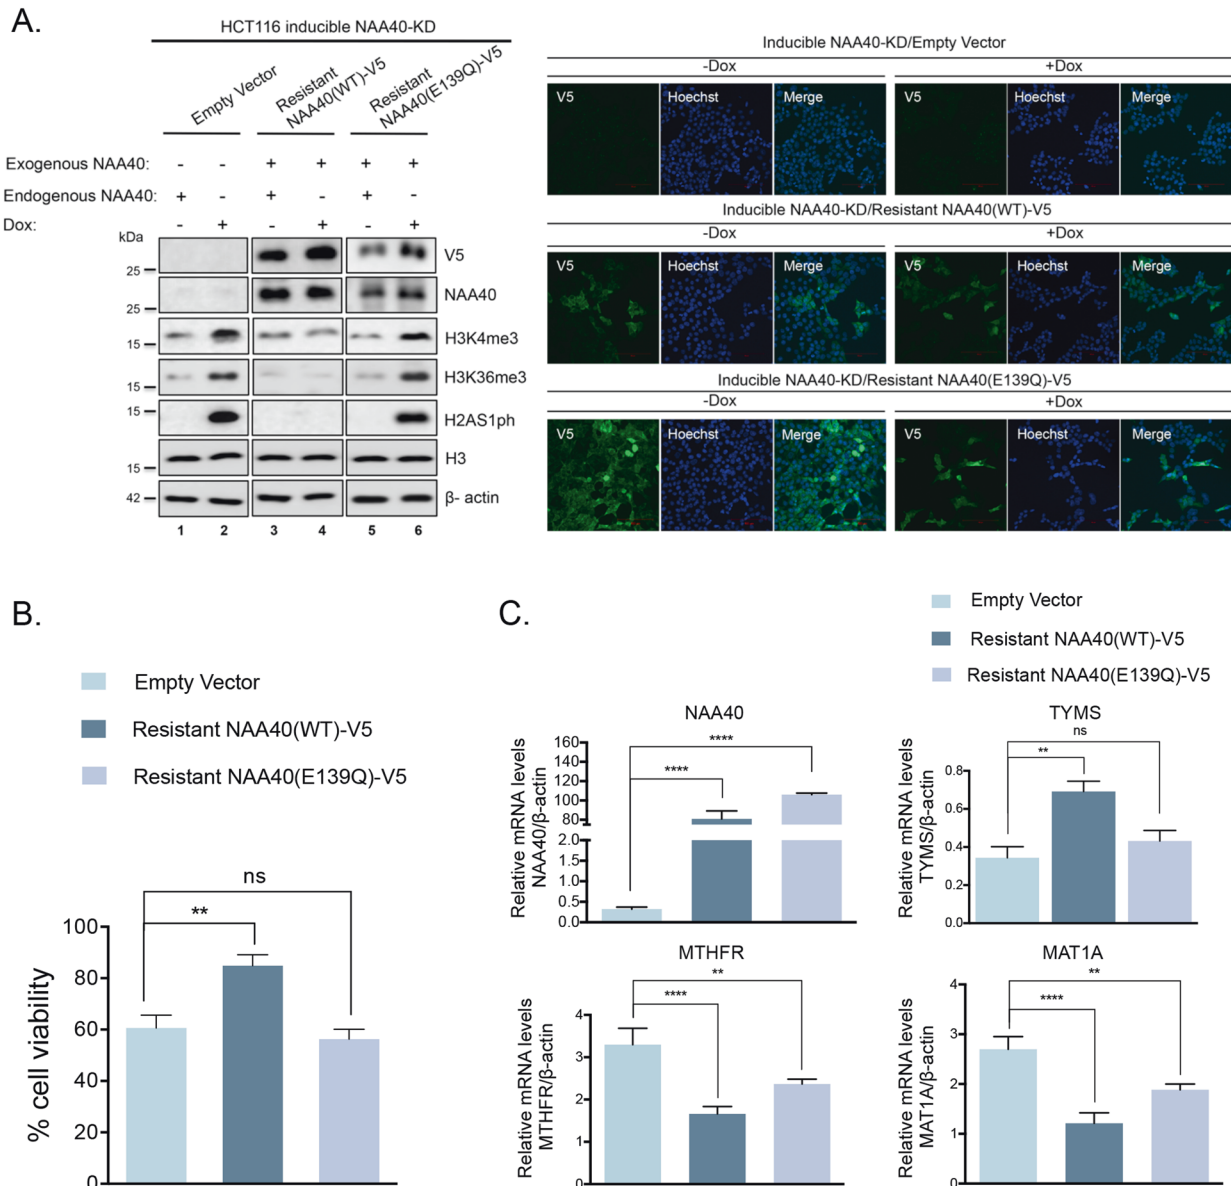 A.
HCT116 inducible NAA40-KD
Empty Vector
Resistant
NAA40(WT)-V5
Resistant
NAA40(E139Q)-V5
Exogenous NAA40: - - + + + +
Endogenous NAA40: + - + - + -
Dox: - + - + - +
kDa
25 V5
25 NAA40
15 H3K4me3
15 H3K36me3
15 H2AS1ph
15 H3
42 β- actin
1 2 3 4 5 6
Inducible NAA40-KD/Empty Vector
-Dox +Dox
V5 Hoechst Merge V5 Hoechst Merge
Inducible NAA40-KD/Resistant NAA40(WT)-V5
-Dox +Dox
V5 Hoechst Merge V5 Hoechst Merge
Inducible NAA40-KD/Resistant NAA40(E139Q)-V5
-Dox +Dox
V5 Hoechst Merge V5 Hoechst Merge
B.
Empty Vector
Resistant NAA40(WT)-V5
Resistant NAA40(E139Q)-V5
ns
**
% cell viability
100
80
60
40
20
0
C.
Empty Vector
Resistant NAA40(WT)-V5
Resistant NAA40(E139Q)-V5
NAA40
Relative mRNA levels
NAA40/β-actin
160
140
120
100
80
2.0
1.5
1.0
0.5
0.0
****
****
TYMS
ns
**
Relative mRNA levels
TYMS/β-actin
0.8
0.6
0.4
0.2
0.0
MTHFR
**
****
Relative mRNA levels
MTHFR/β-actin
4
3
2
1
0
MAT1A
**
****
Relative mRNA levels
MAT1A/β-actin
4
3
2
1
0